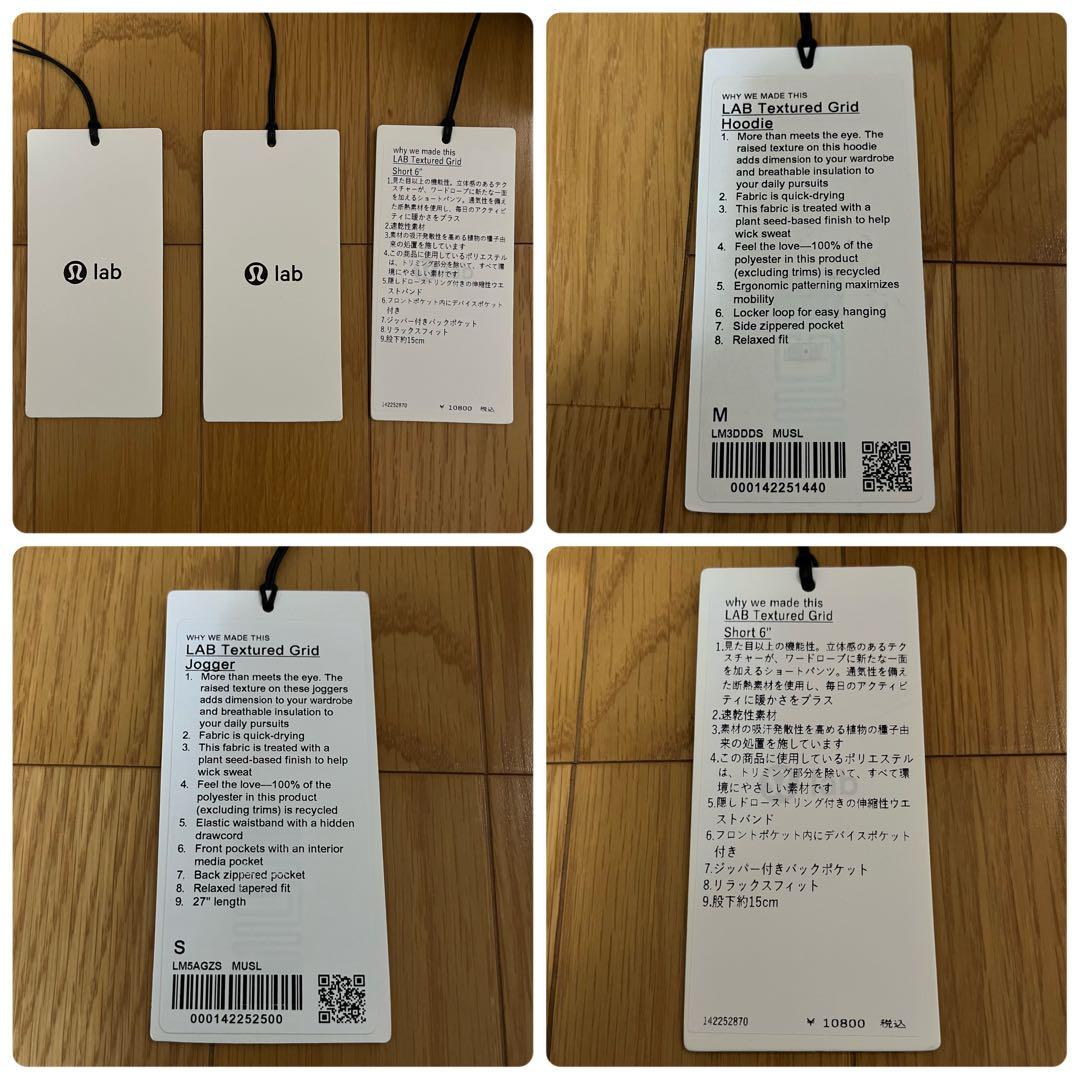 lab
lab
why we made this
LAB Textured Grid
Short 6"
1.見た目以上の機能性。立体感のあるテク
スチャーが、ワードローブに新たな一面
を加えるショートパンツ。通気性を備え
た断熱素材を使用し、毎日のアクティビ
ティに暖かさをプラス
2.速乾性素材
3.素材の吸汗発散性を高める植物の種子由
来の処置を施しています
4.この商品に使用しているポリエステル
は、トリミング部分を除いて、すべて環
境にやさしい素材です
5.隠しドローストリング付きの伸縮性ウエ
ストバンド
6.フロントポケット内にデバイスポケット
付き
7.ジッパー付きバックポケット
8.リラックスフィット
9.股下約15cm
142252870 ¥ 10800 税込
WHY WE MADE THIS
LAB Textured Grid
Hoodie
1. More than meets the eye. The
raised texture on this hoodie
adds dimension to your wardrobe
and breathable insulation to
your daily pursuits
2. Fabric is quick-drying
3. This fabric is treated with a
plant seed-based finish to help
wick sweat
4. Feel the love—100% of the
polyester in this product
(excluding trims) is recycled
5. Ergonomic patterning maximizes
mobility
6. Locker loop for easy hanging
7. Side zippered pocket
8. Relaxed fit
M
LM3DDDS MUSL
000142251440
WHY WE MADE THIS
LAB Textured Grid
Jogger
1. More than meets the eye. The
raised texture on these joggers
adds dimension to your wardrobe
and breathable insulation to
your daily pursuits
2. Fabric is quick-drying
3. This fabric is treated with a
plant seed-based finish to help
wick sweat
4. Feel the love—100% of the
polyester in this product
(excluding trims) is recycled
5. Elastic waistband with a hidden
drawcord
6. Front pockets with an interior
media pocket
7. Back zippered pocket
8. Relaxed tapered fit
9. 27" length
S
LM5AGZS MUSL
000142252500
why we made this
LAB Textured Grid
Short 6"
1.見た目以上の機能性。立体感のあるテク
スチャーが、ワードローブに新たな一面
を加えるショートパンツ。通気性を備え
た断熱素材を使用し、毎日のアクティビ
ティに暖かさをプラス
2.速乾性素材
3.素材の吸汗発散性を高める植物の種子由
来の処置を施しています
4.この商品に使用しているポリエステル
は、トリミング部分を除いて、すべて環
境にやさしい素材です
5.隠しドローストリング付きの伸縮性ウエ
ストバンド
6.フロントポケット内にデバイスポケット
付き
7.ジッパー付きバックポケット
8.リラックスフィット
9.股下約15cm
142252870 ¥ 10800 税込